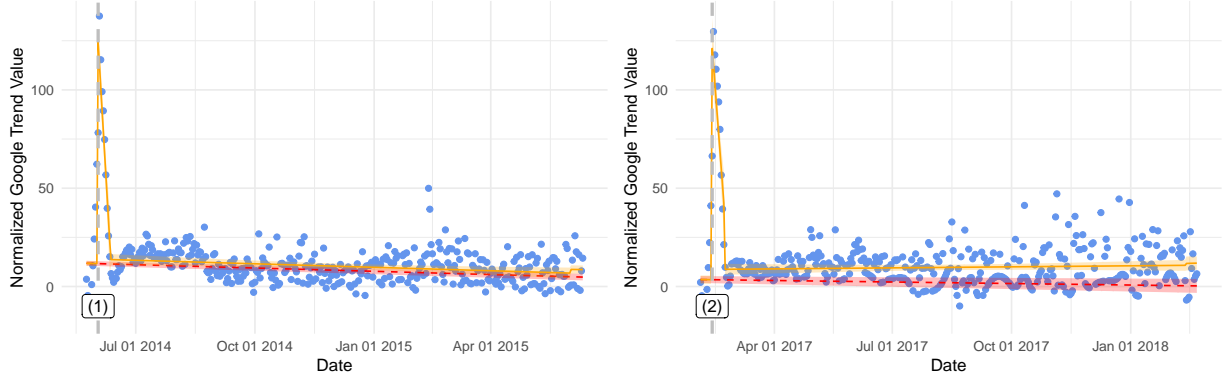 Normalized Google Trend Value
100
50
0
(1)
Jul 01 2014
Oct 01 2014
Jan 01 2015
Apr 01 2015
Date
Normalized Google Trend Value
100
50
0
(2)
Apr 01 2017
Jul 01 2017
Oct 01 2017
Jan 01 2018
Date